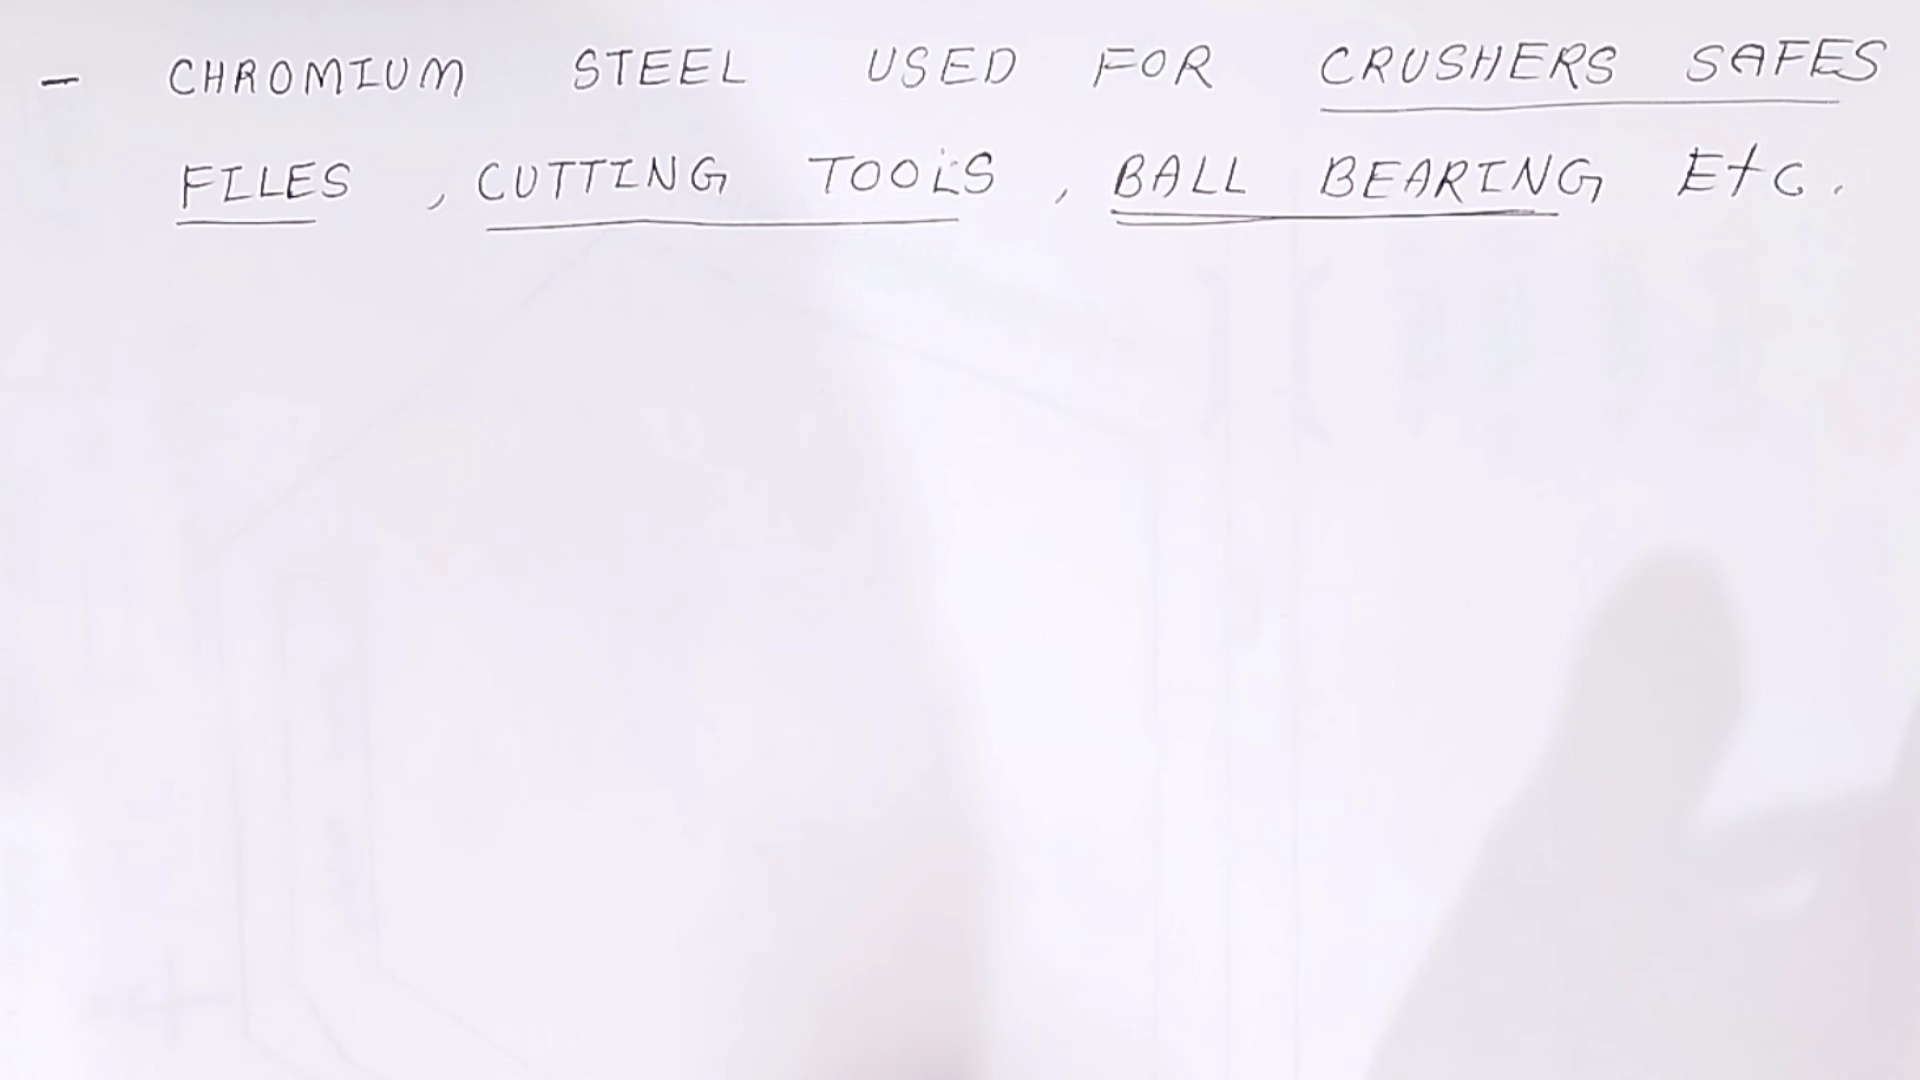 - CHROMIUM STEEL USED FOR CRUSHERS SAFES
FILES , CUTTING TOOLS , BALL BEARING Etc.